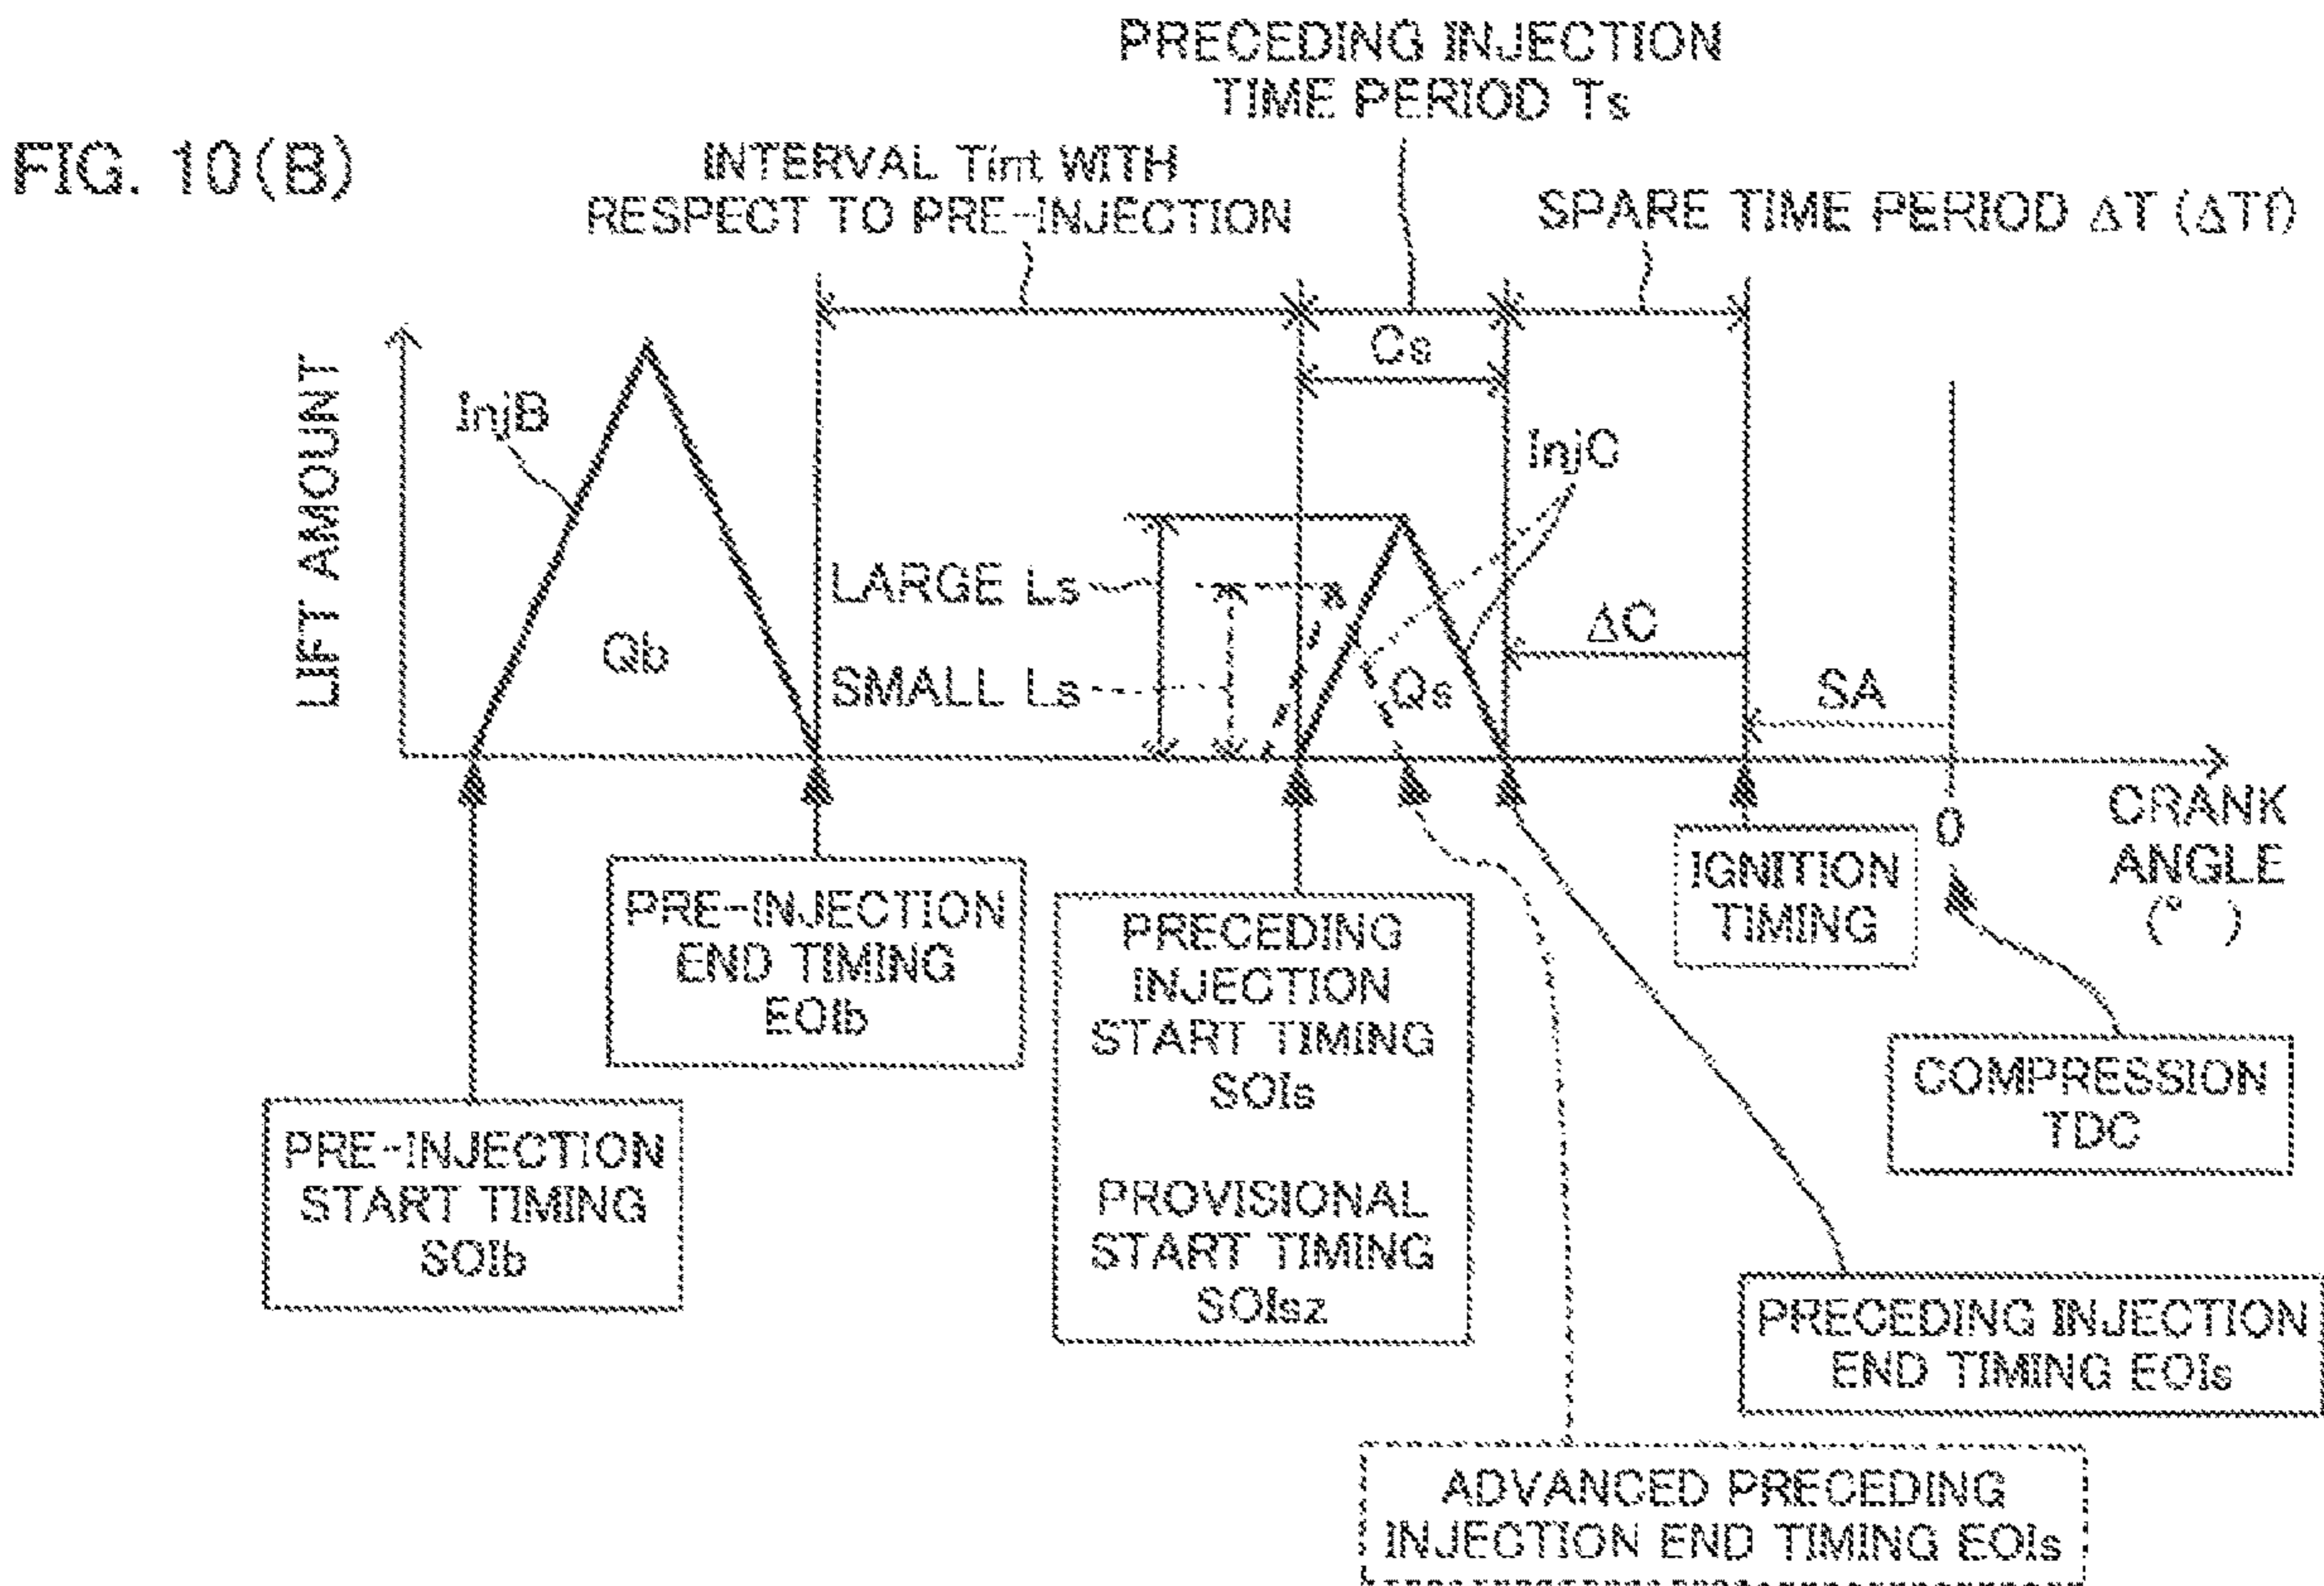 PRECEDING INJECTION
TIME PERIOD Ts
FIG. 10(B)
INTERVAL Tint WITH
RESPECT TO PRE-INJECTION
SPARE TIME PERIOD ΔT (ΔTf)
Cs
LIFT AMOUNT
InjB
InjC
LARGE Ls
ΔC
Qb
SMALL Ls
Qs
SA
0
CRANK
ANGLE
(° )
IGNITION
TIMING
PRE-INJECTION
END TIMING
EOIb
PRECEDING
INJECTION
START TIMING
SOIs
PROVISIONAL
START TIMING
SOIsz
COMPRESSION
TDC
PRE-INJECTION
START TIMING
SOIb
PRECEDING INJECTION
END TIMING EOIs
ADVANCED PRECEDING
INJECTION END TIMING EOIs